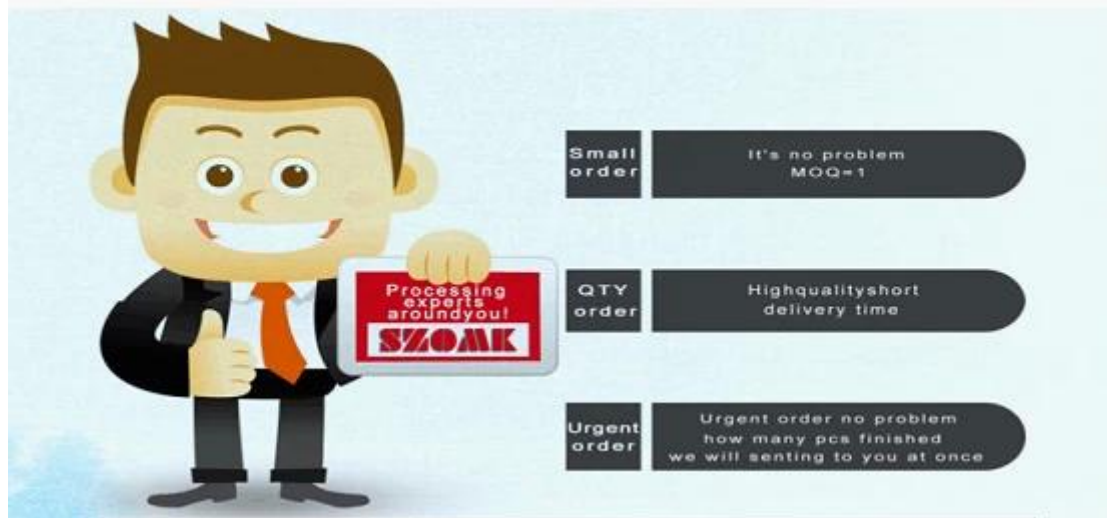 Small
order
It's no problem
MOQ=1
Processing
experts
aroundyou!
SZOMK
QTY
order
Highqualityshort
delivery time
Urgent
order
Urgent order no problem
how many pcs finished
we will senting to you at once